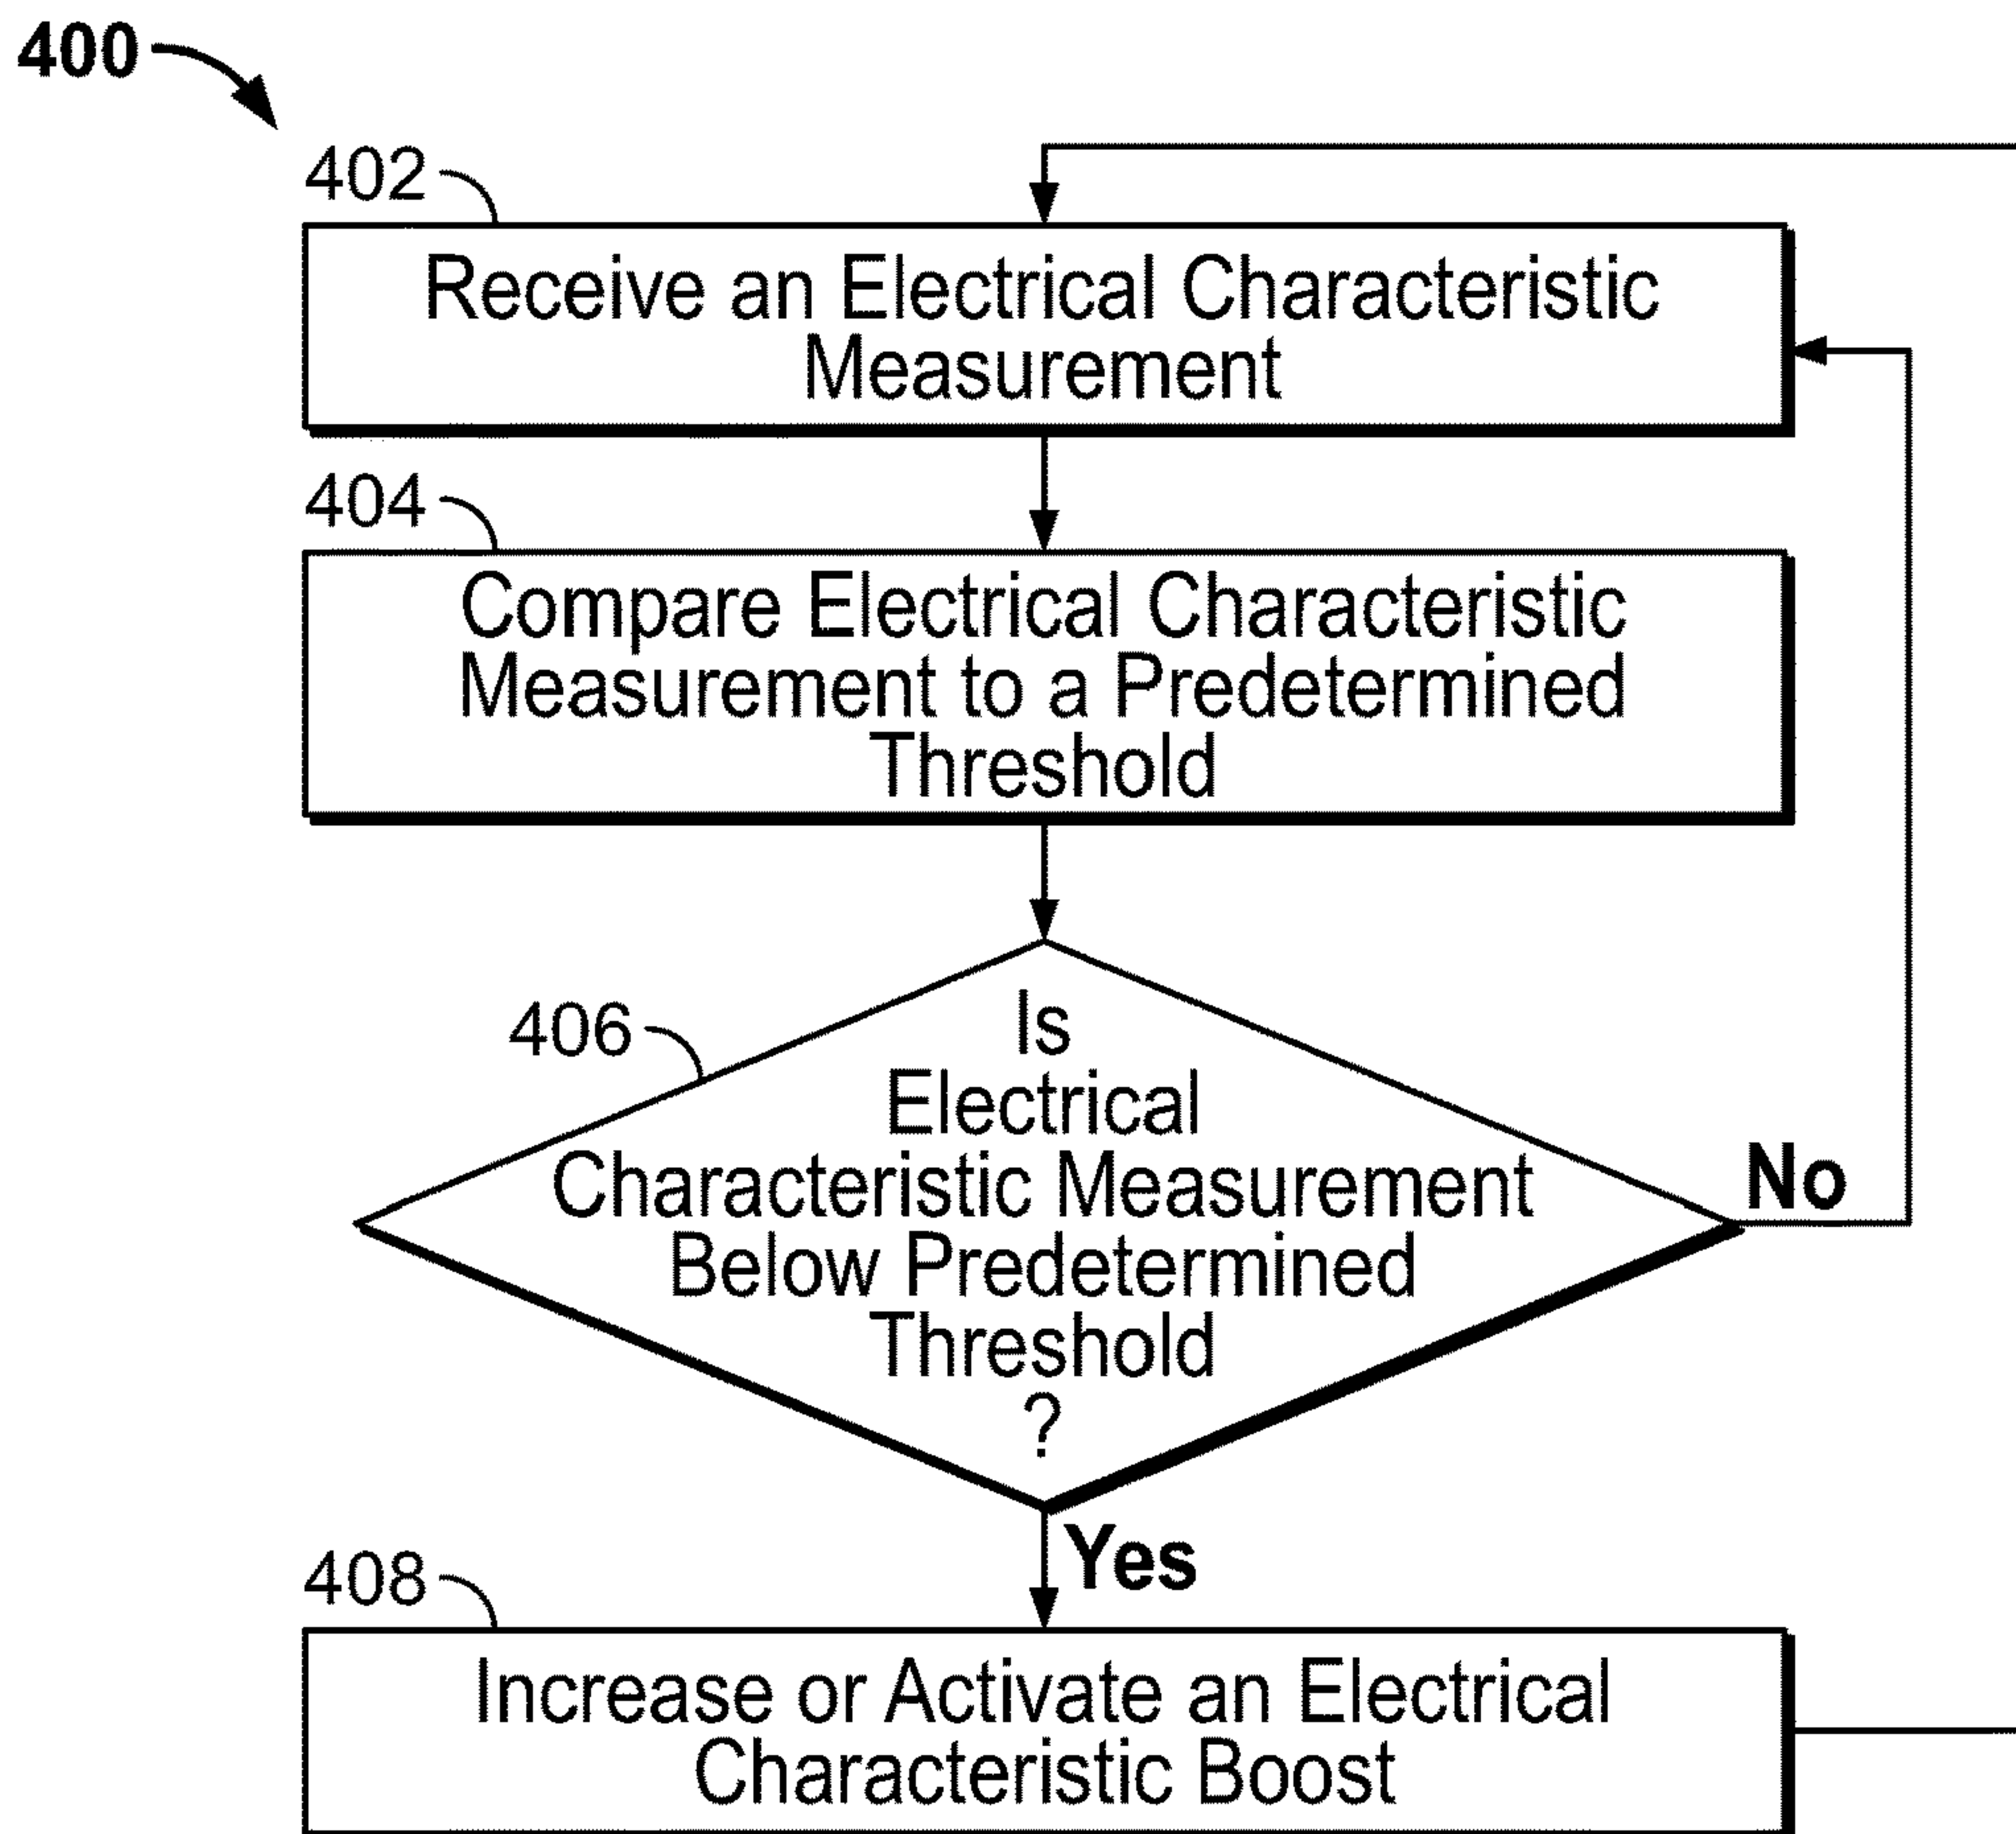 400
402
Receive an Electrical Characteristic
Measurement
404
Compare Electrical Characteristic
Measurement to a Predetermined
Threshold
406
Is
Electrical
Characteristic Measurement
Below Predetermined
Threshold
?
No
Yes
408
Increase or Activate an Electrical
Characteristic Boost